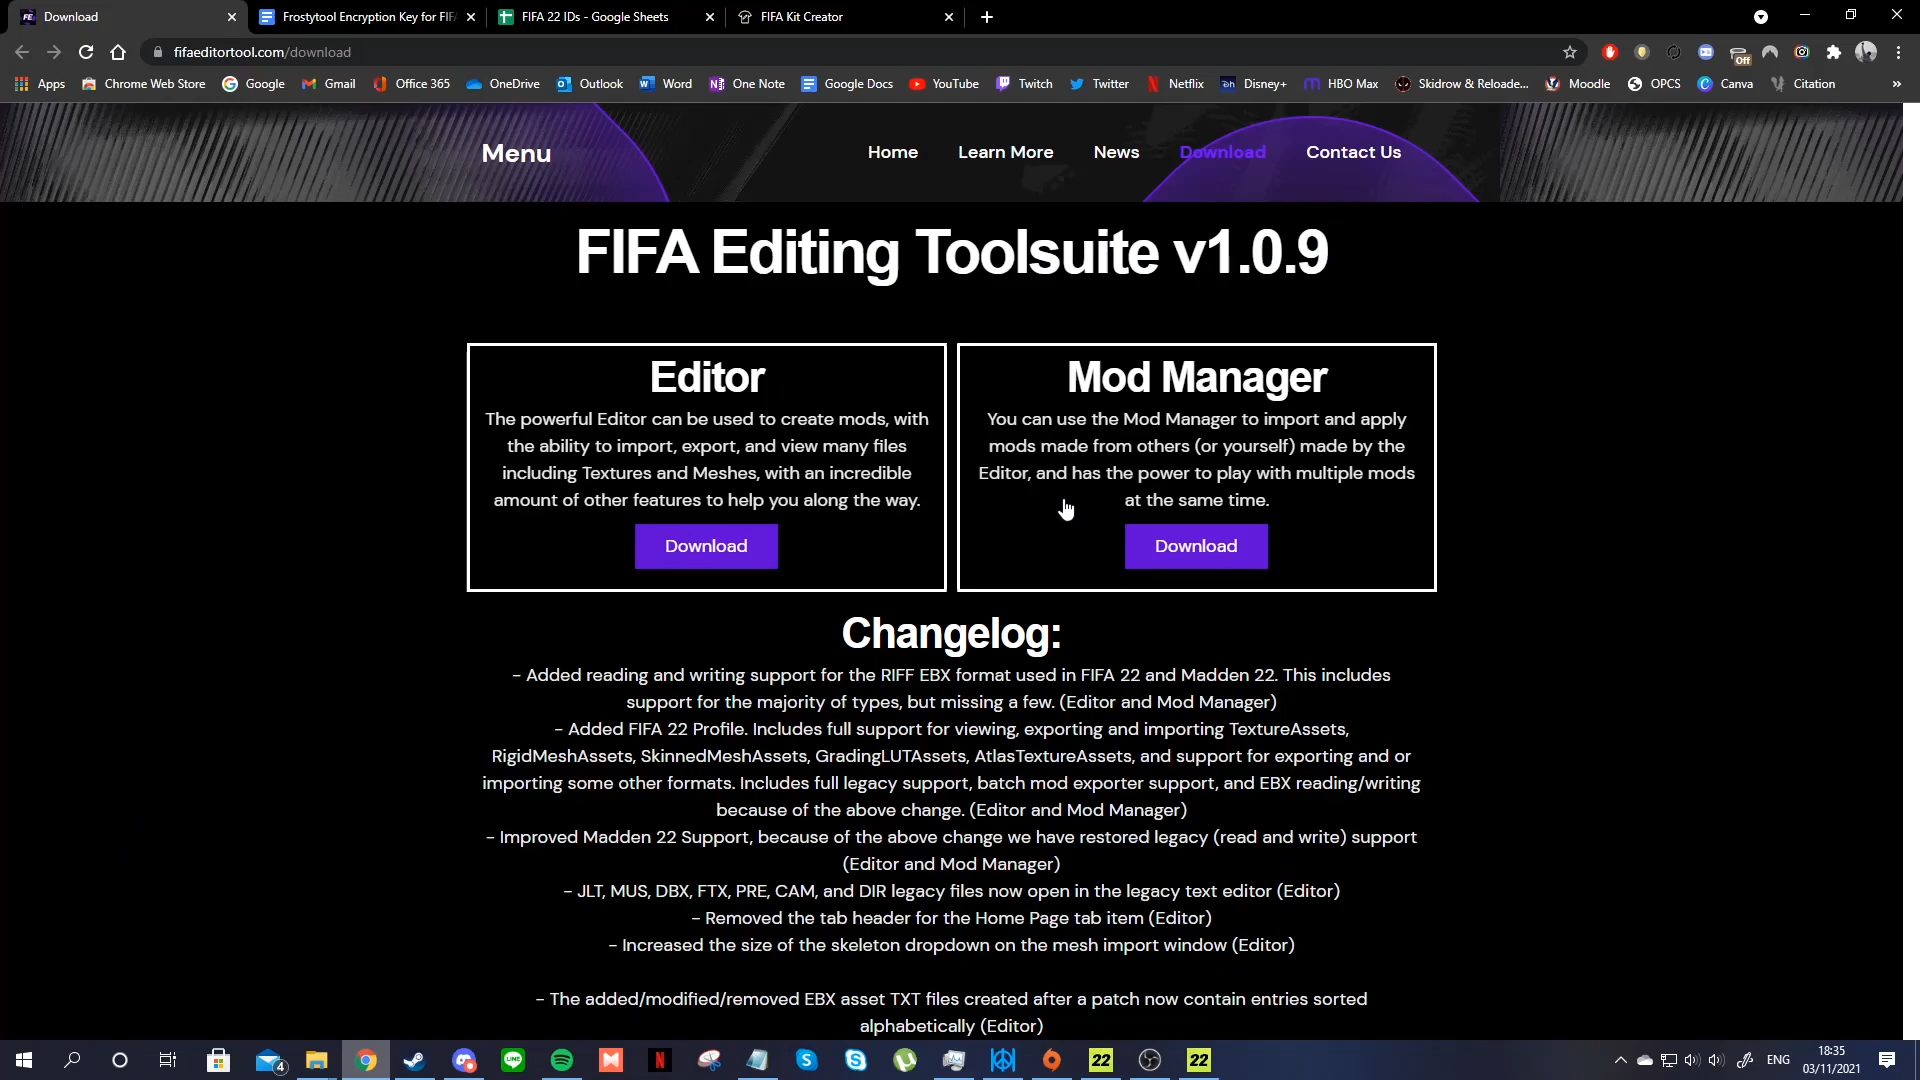 Download
Frostytool Encryption Key for FIFA
FIFA 22 IDs - Google Sheets
FIFA Kit Creator
fifaeditortool.com/download
Off
Apps
Chrome Web Store
Google
Gmail
Office 365
OneDrive
Outlook
Word
One Note
Google Docs
YouTube
Twitch
Twitter
Netflix
Disney+
HBO Max
Skidrow & Reloade...
Moodle
OPCS
Canva
Citation
»
Menu
Home
Learn More
News
Download
Contact Us
FIFA Editing Toolsuite v1.0.9
Editor
The powerful Editor can be used to create mods, with
the ability to import, export, and view many files
including Textures and Meshes, with an incredible
amount of other features to help you along the way.
Download
Mod Manager
You can use the Mod Manager to import and apply
mods made from others (or yourself) made by the
Editor, and has the power to play with multiple mods
at the same time.
Download
Changelog:
- Added reading and writing support for the RIFF EBX format used in FIFA 22 and Madden 22. This includes
support for the majority of types, but missing a few. (Editor and Mod Manager)
- Added FIFA 22 Profile. Includes full support for viewing, exporting and importing TextureAssets,
RigidMeshAssets, SkinnedMeshAssets, GradingLUTAssets, AtlasTextureAssets, and support for exporting and or
importing some other formats. Includes full legacy support, batch mod exporter support, and EBX reading/writing
because of the above change. (Editor and Mod Manager)
- Improved Madden 22 Support, because of the above change we have restored legacy (read and write) support
(Editor and Mod Manager)
- JLT, MUS, DBX, FTX, PRE, CAM, and DIR legacy files now open in the legacy text editor (Editor)
- Removed the tab header for the Home Page tab item (Editor)
- Increased the size of the skeleton dropdown on the mesh import window (Editor)
- The added/modified/removed EBX asset TXT files created after a patch now contain entries sorted
alphabetically (Editor)
4
LINE
22
22
ENG
18:35
03/11/2021